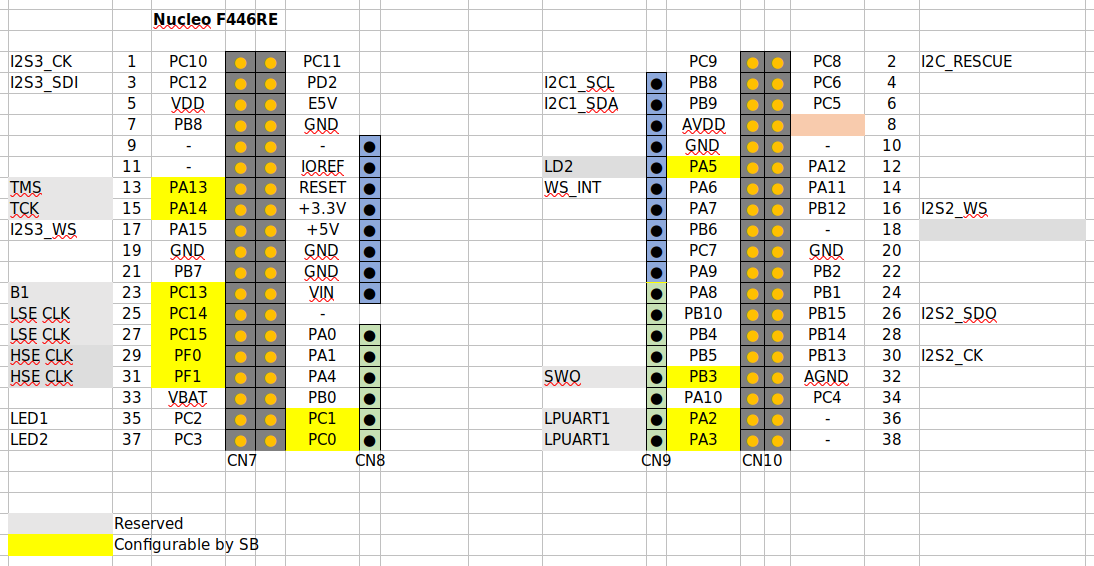 Nucleo F446RE
I2S3_CK 1 PC10 PC11 PC9 PC8 2 I2C_RESCUE
I2S3_SDI 3 PC12 PD2 I2C1_SCL PB8 PC6 4
5 VDD E5V I2C1_SDA PB9 PC5 6
7 PB8 GND AVDD 8
9 - - GND - 10
11 - IOREF LD2 PA5 PA12 12
TMS 13 PA13 RESET WS_INT PA6 PA11 14
TCK 15 PA14 +3.3V PA7 PB12 16 I2S2_WS
I2S3_WS 17 PA15 +5V PB6 - 18
19 GND GND PC7 GND 20
21 PB7 GND PA9 PB2 22
B1 23 PC13 VIN PA8 PB1 24
LSE CLK 25 PC14 - PB10 PB15 26 I2S2_SDO
LSE CLK 27 PC15 PA0 PB4 PB14 28
HSE CLK 29 PF0 PA1 PB5 PB13 30 I2S2_CK
HSE CLK 31 PF1 PA4 SWO PB3 AGND 32
33 VBAT PB0 PA10 PC4 34
LED1 35 PC2 PC1 LPUART1 PA2 - 36
LED2 37 PC3 PC0 LPUART1 PA3 - 38
CN7 CN8 CN9 CN10
Reserved
Configurable by SB